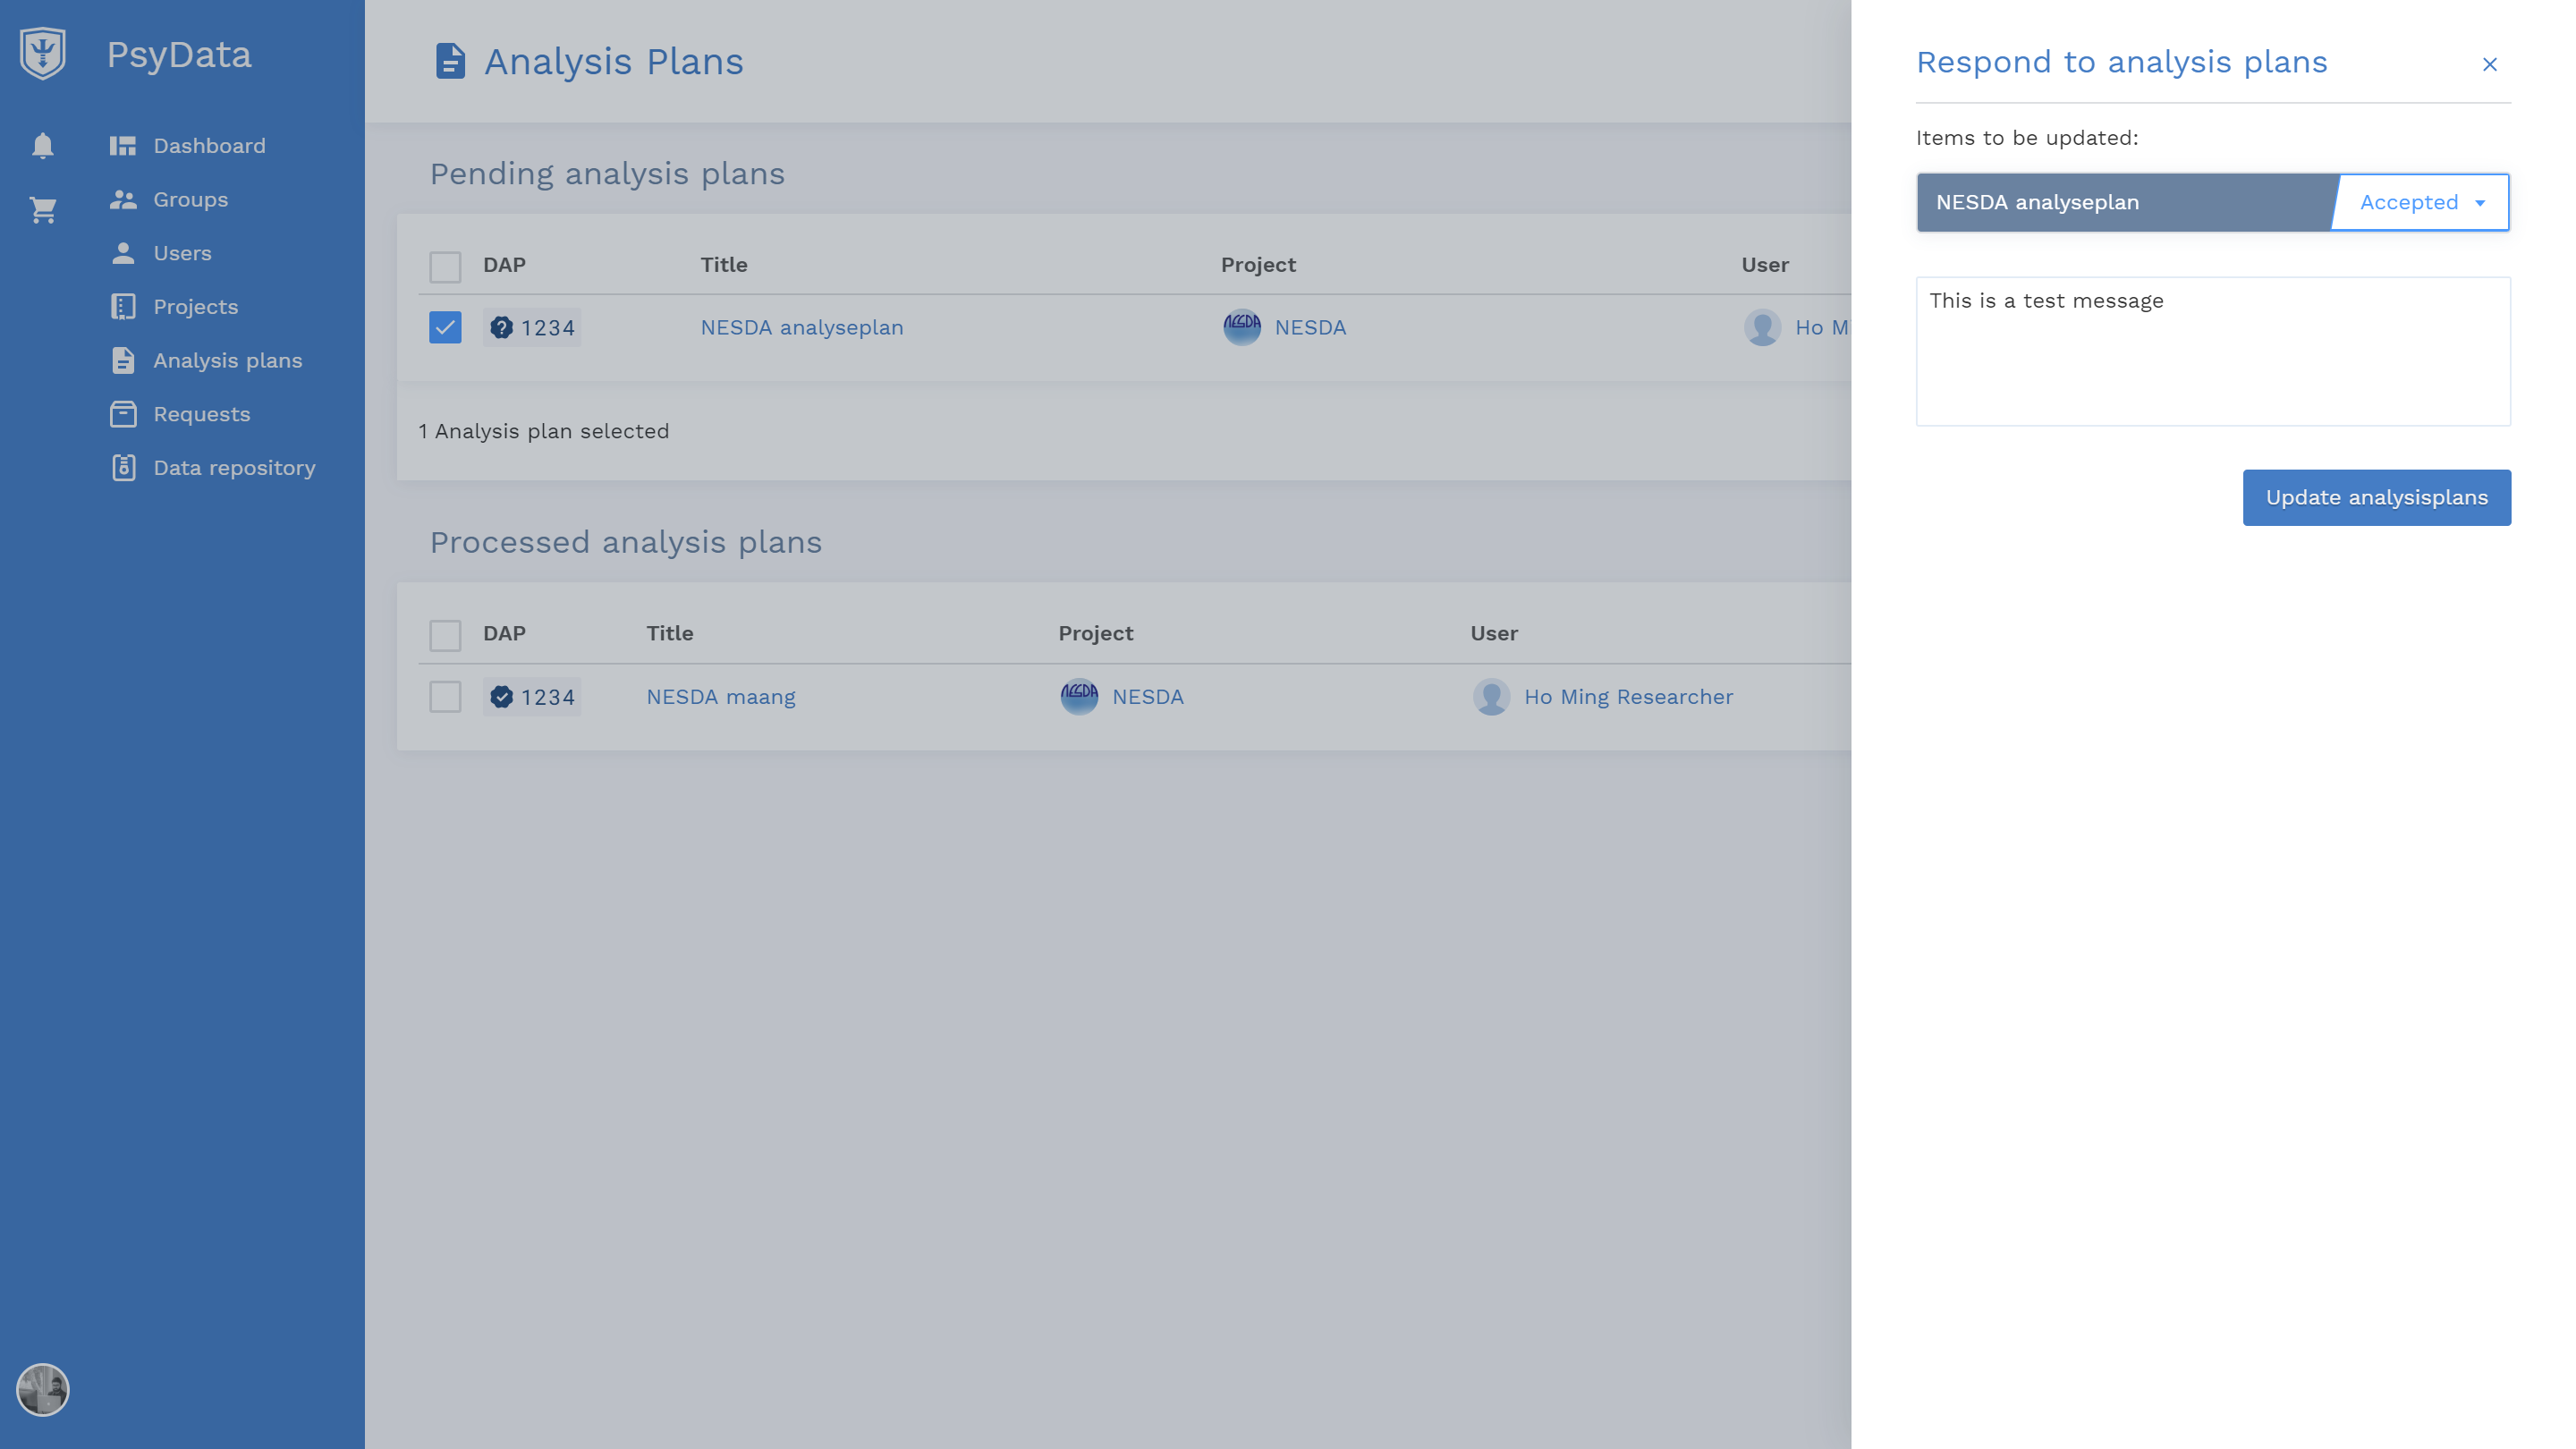 PsyData
Dashboard
Groups
Users
Projects
Analysis plans
Requests
Data repository
Analysis Plans
Pending analysis plans
DAP Title Project User
1234 NESDA analyseplan NESDA NESDA Ho M
1 Analysis plan selected
Processed analysis plans
DAP Title Project User
1234 NESDA maang NESDA NESDA Ho Ming Researcher
Respond to analysis plans
Items to be updated:
NESDA analyseplan Accepted
This is a test message
Update analysisplans